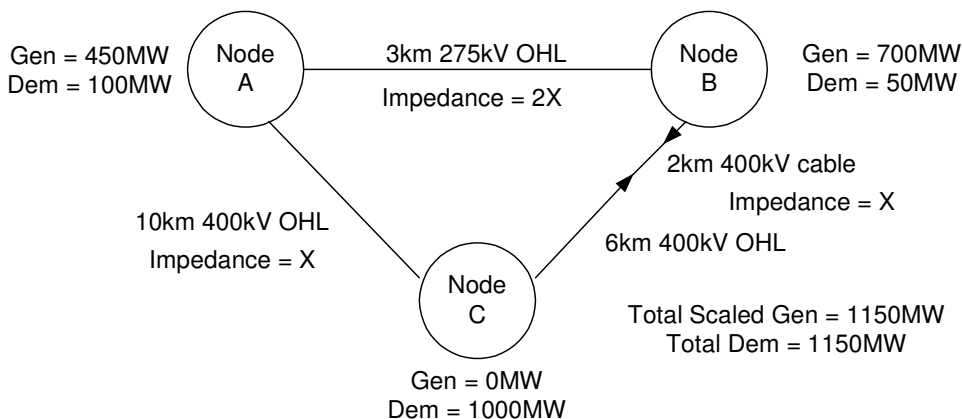 Gen = 450MW
Dem = 100MW
Node
A
3km 275kV OHL
Impedance = 2X
Node
B
Gen = 700MW
Dem = 50MW
2km 400kV cable
Impedance = X
10km 400kV OHL
Impedance = X
6km 400kV OHL
Node
C
Total Scaled Gen = 1150MW
Total Dem = 1150MW
Gen = 0MW
Dem = 1000MW